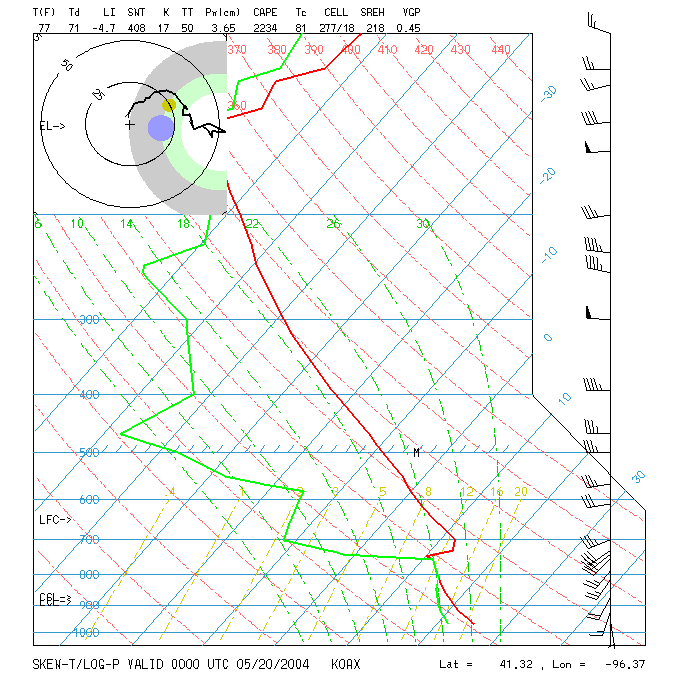 T(F) Td LI SWT K TT Pw(cm) CAPE Tc CELL SREH VGP
77 71 -4.7 408 17 50 3.65 2234 81 277/18 218 0.45
370 380 390 400 410 420 430 440
50
25
360
-30
EL->
-20
6 10 14 18 22 26 30
-10
300
0
400
10
500
M
30
.4 1 2 3 5 8 12 16 20
600
LFC->
700
800
900
1000
SKEW-T/LOG-P VALID 0000 UTC 05/20/2004 KOAX Lat = 41.32 , Lon = -96.37